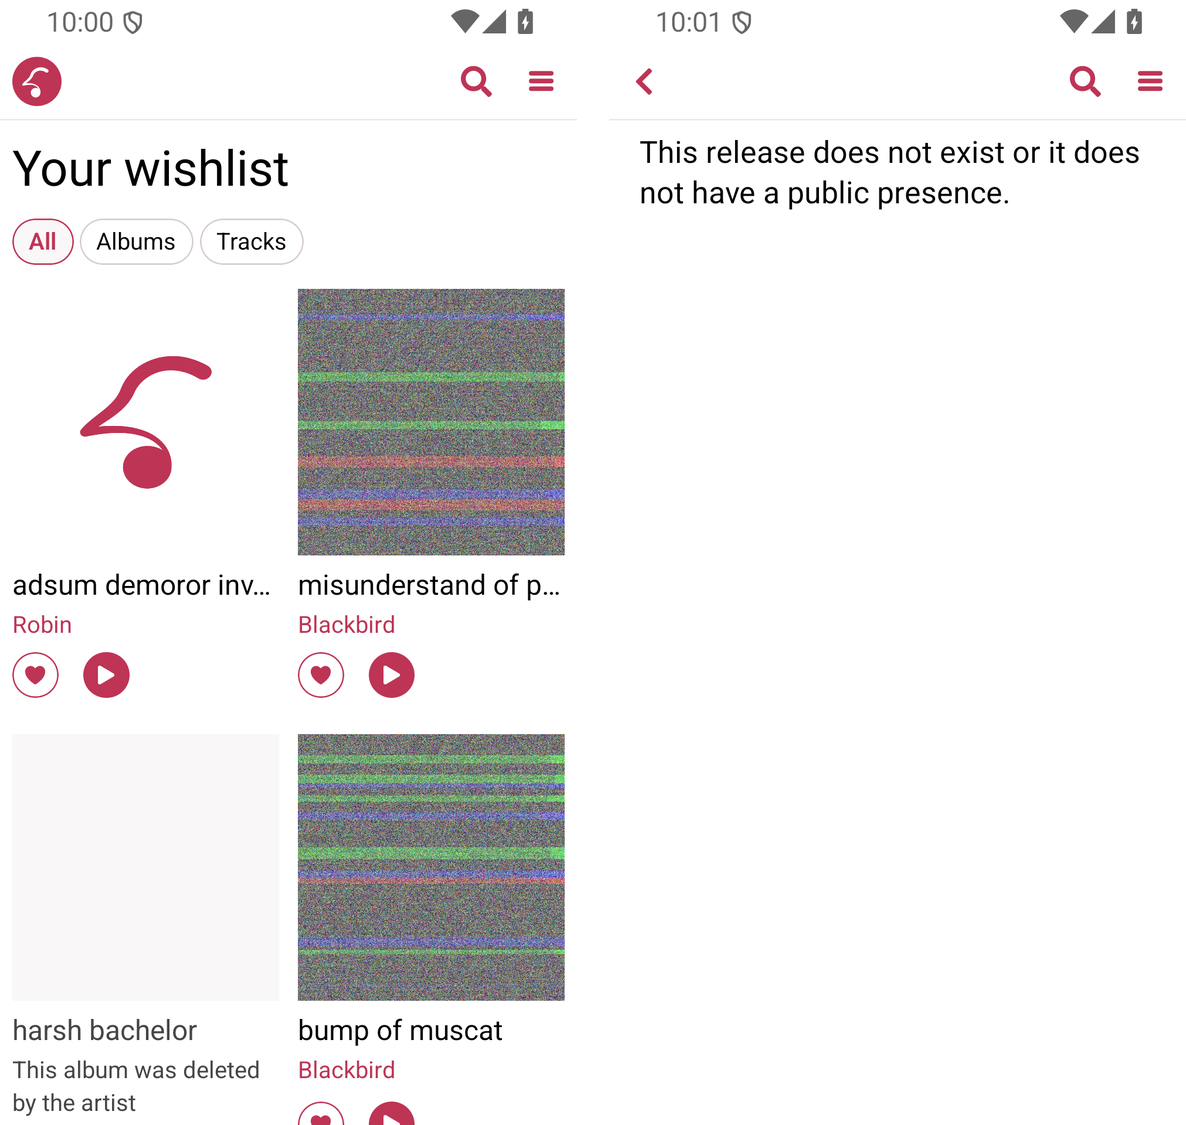 10:00
Your wishlist
All Albums Tracks
adsum demoror inv...
Robin
misunderstand of p...
Blackbird
harsh bachelor
This album was deleted
by the artist
bump of muscat
Blackbird
10:01
This release does not exist or it does
not have a public presence.